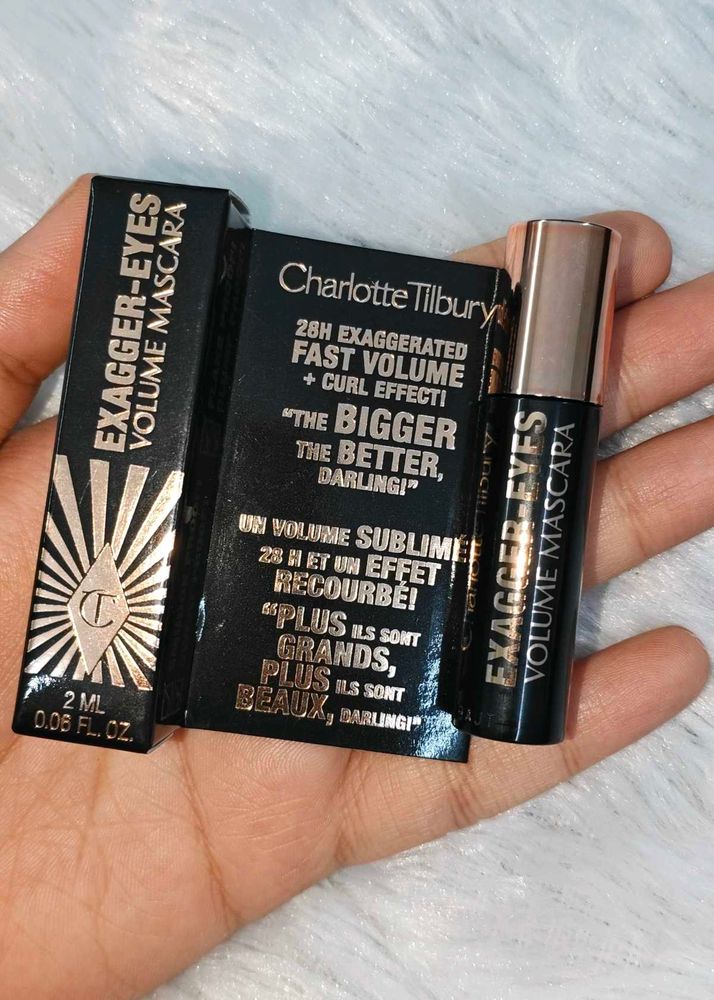 EXAGGER-EYES
VOLUME MASCARA
CT
2 ML
0.06 FL. OZ.
CharlotteTilbury
28H EXAGGERATED
FAST VOLUME
+ CURL EFFECT!
"THE BIGGER
THE BETTER,
DARLING!"
UN VOLUME SUBLIME
28 H ET UN EFFET
RECOURBÉ!
"PLUS ILS SONT
GRANDS,
PLUS ILS SONT
BEAUX, DARLING!"
Charlotte Tilbury
EXAGGER-EYES
VOLUME MASCARA